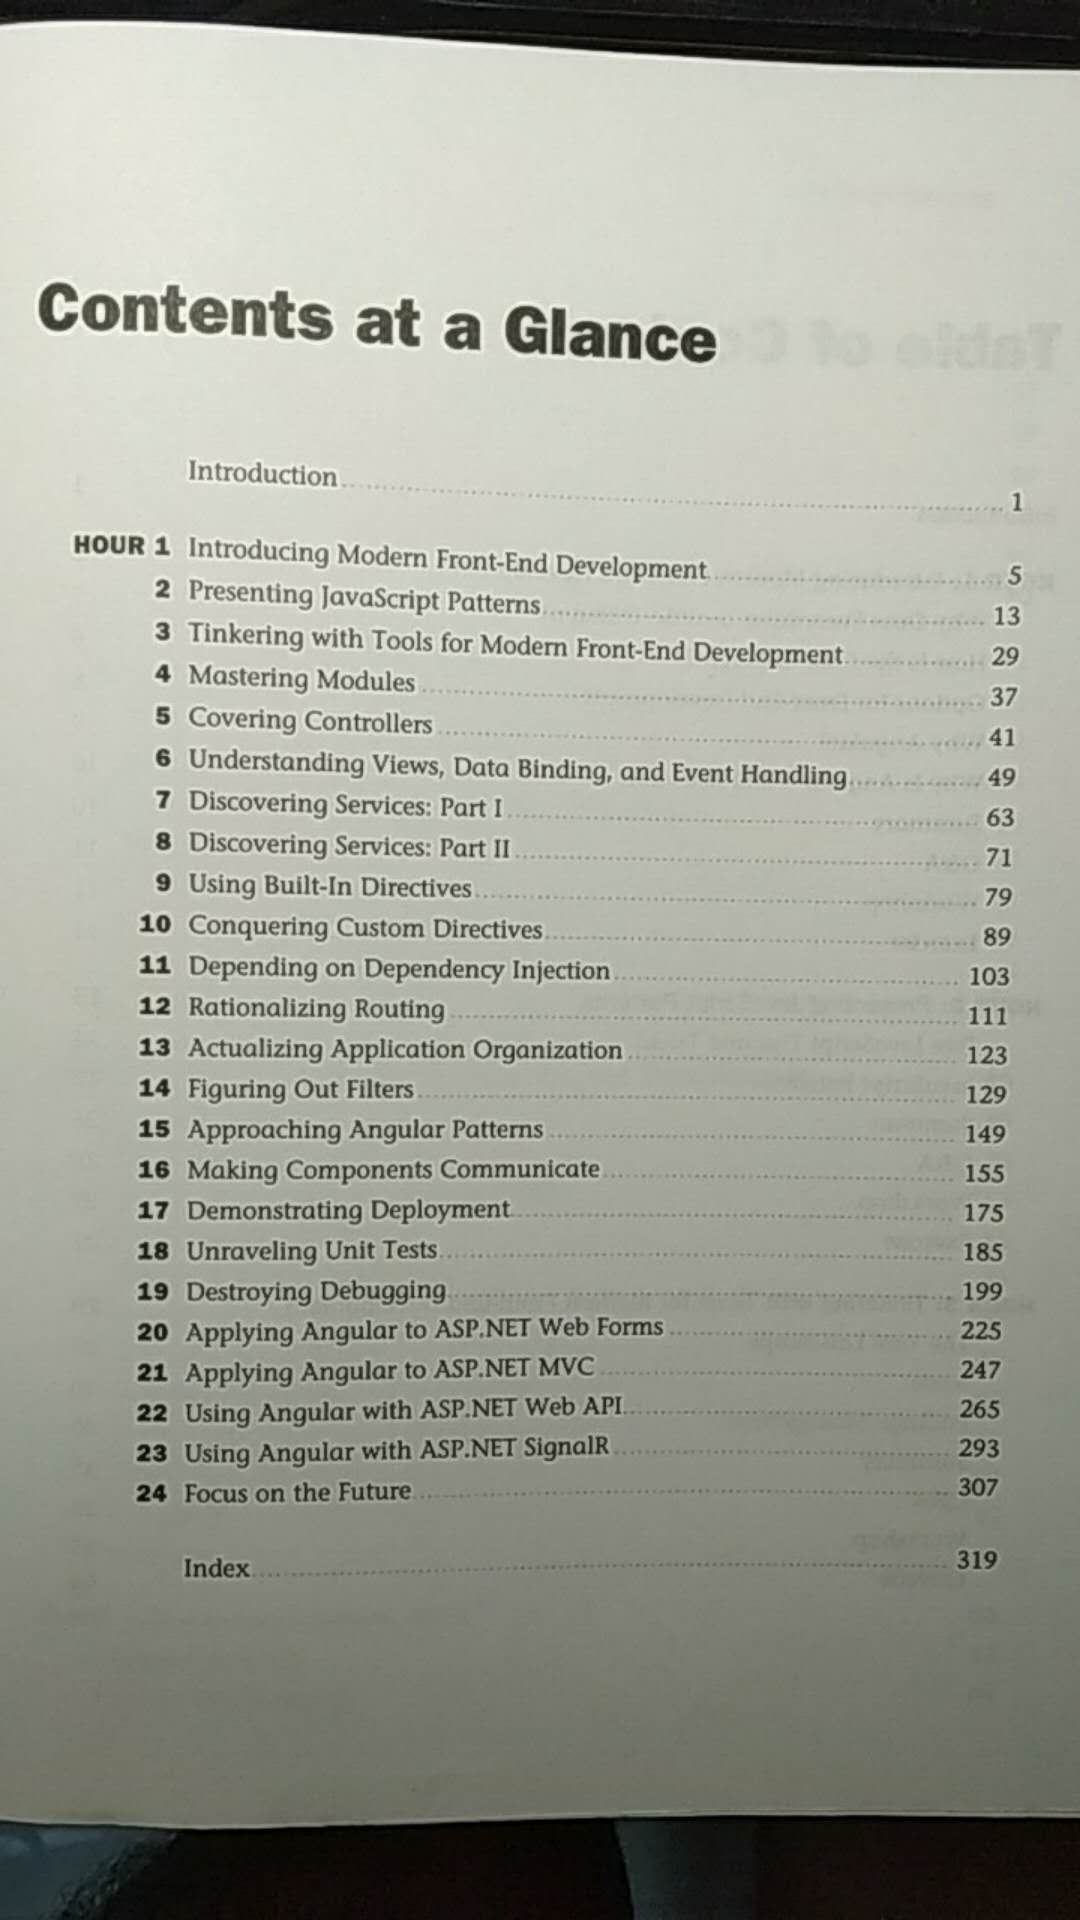 Contents at a Glance
Introduction 1
HOUR 1 Introducing Modern Front-End Development 5
2 Presenting JavaScript Patterns 13
3 Tinkering with Tools for Modern Front-End Development 29
4 Mastering Modules 37
5 Covering Controllers 41
6 Understanding Views, Data Binding, and Event Handling 49
7 Discovering Services: Part I 63
8 Discovering Services: Part II 71
9 Using Built-In Directives 79
10 Conquering Custom Directives 89
11 Depending on Dependency Injection 103
12 Rationalizing Routing 111
13 Actualizing Application Organization 123
14 Figuring Out Filters 129
15 Approaching Angular Patterns 149
16 Making Components Communicate 155
17 Demonstrating Deployment 175
18 Unraveling Unit Tests 185
19 Destroying Debugging 199
20 Applying Angular to ASP.NET Web Forms 225
21 Applying Angular to ASP.NET MVC 247
22 Using Angular with ASP.NET Web API 265
23 Using Angular with ASP.NET SignalR 293
24 Focus on the Future 307
Index 319